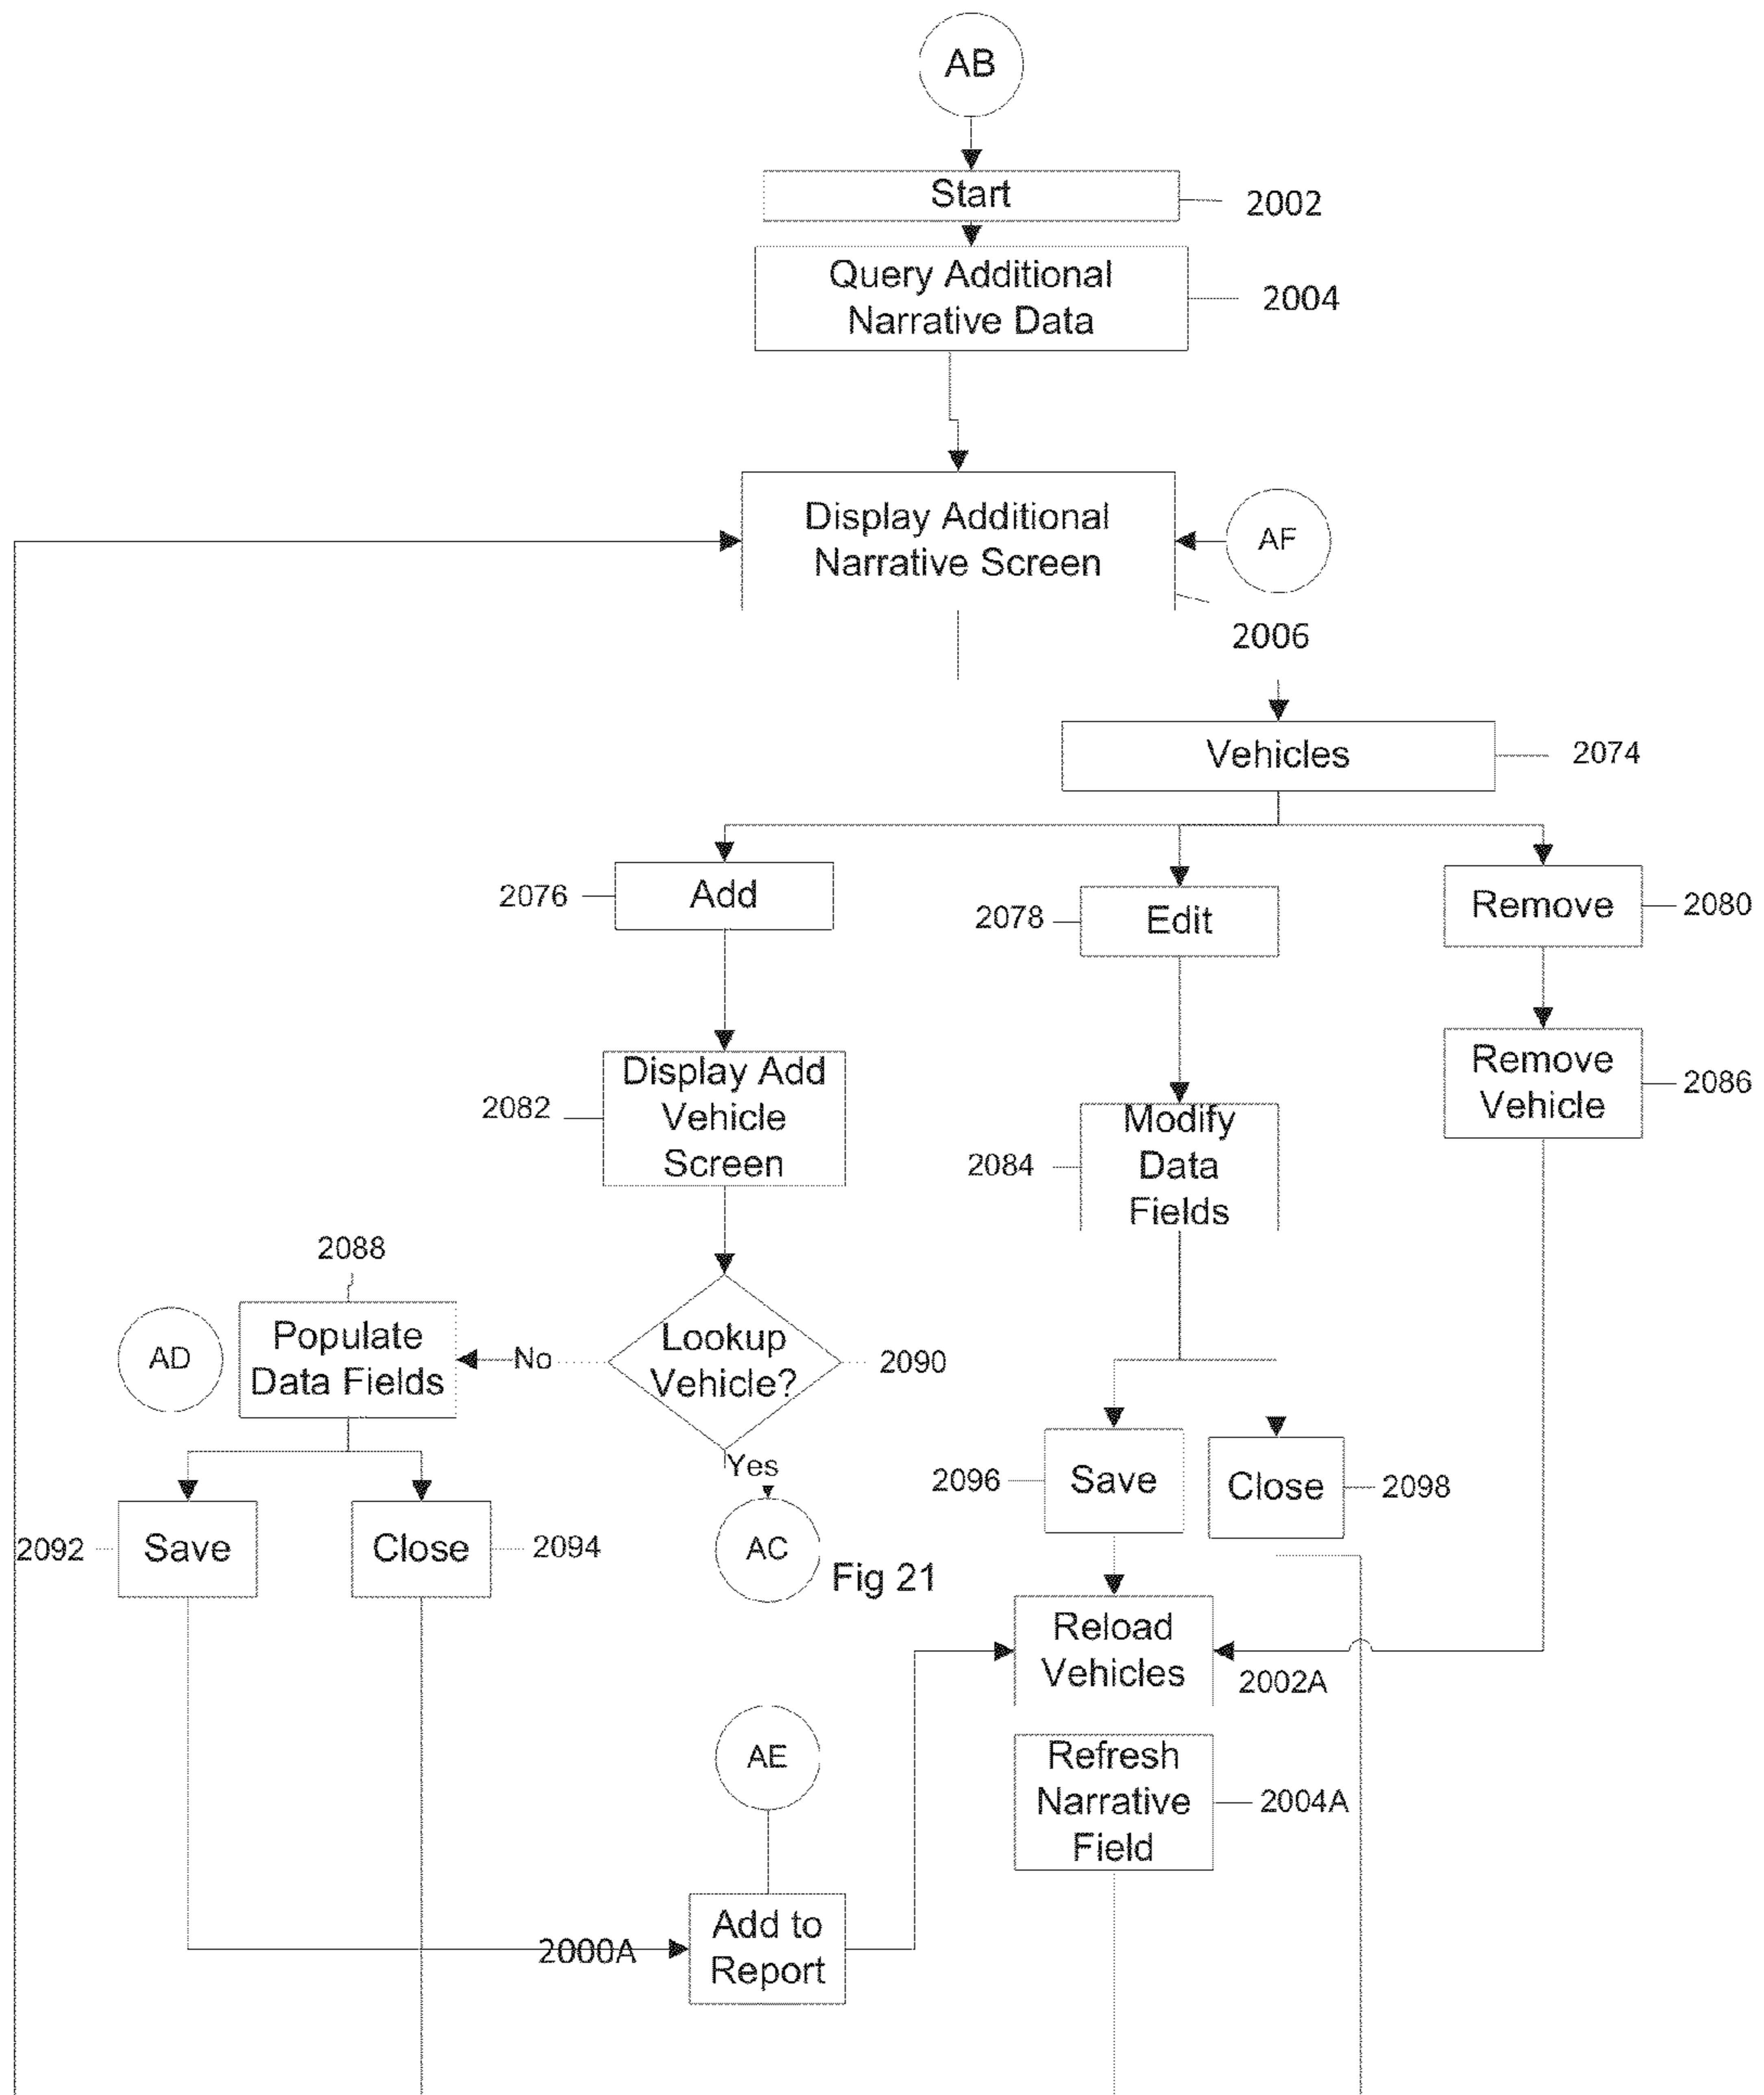 AB
Start
2002
Query Additional
Narrative Data
2004
Display Additional
Narrative Screen
AF
2006
Vehicles
2074
2076
Add
2078
Edit
Remove
2080
2082
Display Add
Vehicle
Screen
2084
Modify
Data
Fields
Remove
Vehicle
2086
2088
AD
Populate
Data Fields
No
Lookup
Vehicle?
2090
Yes
2092
Save
Close
2094
AC
Fig 21
2096
Save
Close
2098
Reload
Vehicles
2002A
AE
Refresh
Narrative
Field
2004A
2000A
Add to
Report